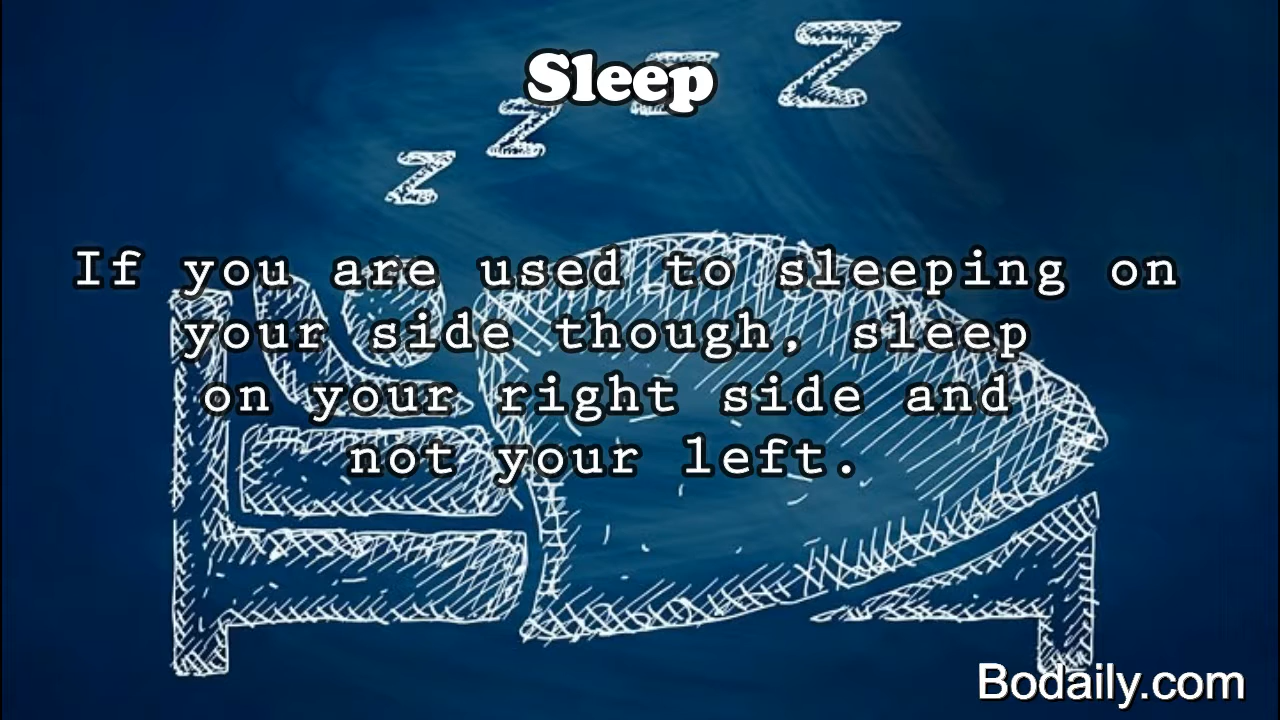 Sleep
If you are used to sleeping on
your side though, sleep
on your right side and
not your left.
Bodaily.com